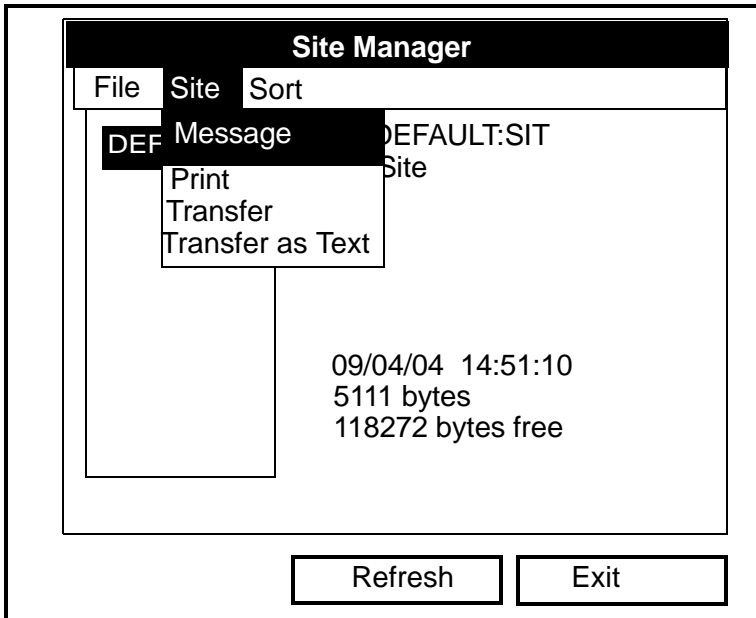 Site Manager
File Site Sort
DEF
Message
DEFAULT:SIT
Site
Print
Transfer
Transfer as Text
09/04/04 14:51:10
5111 bytes
118272 bytes free
Refresh Exit